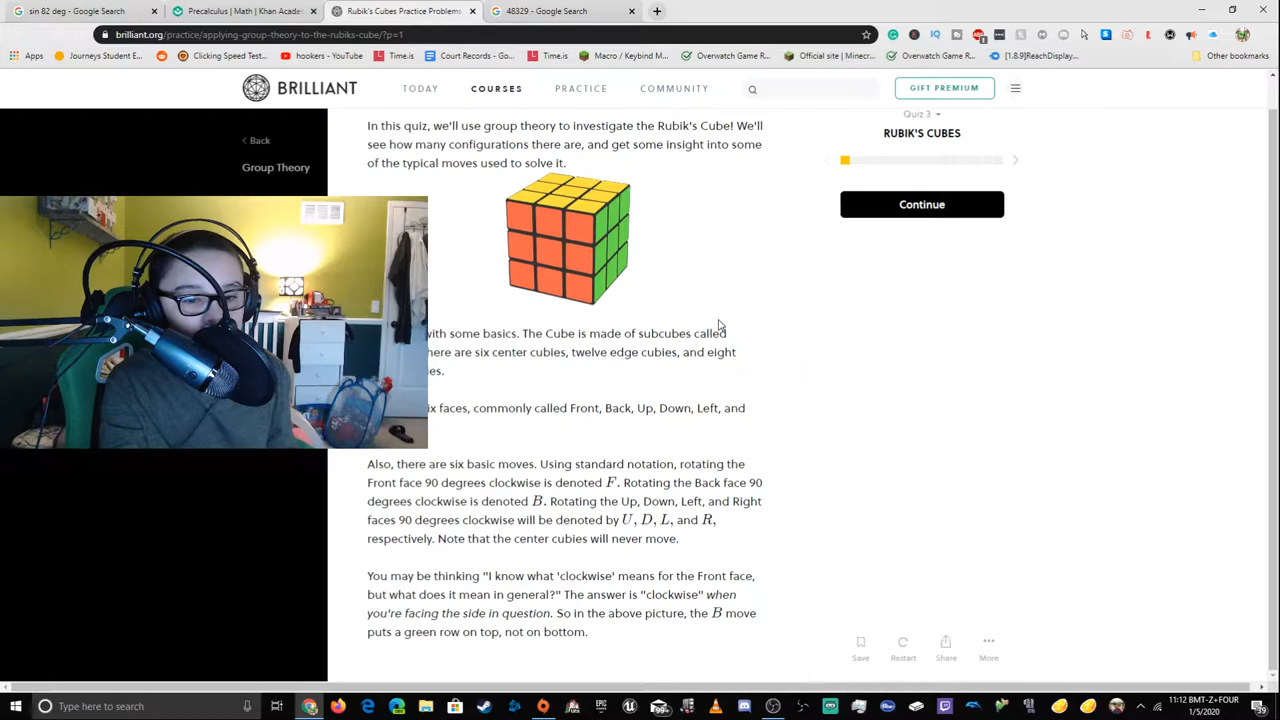 sin 82 deg - Google Search
Precalculus | Math | Khan Acade
Rubik's Cubes Practice Problems
48329 - Google Search
brilliant.org/practice/applying-group-theory-to-the-rubiks-cube/?p=1
Apps
Journeys Student E...
Clicking Speed Test...
hookers - YouTube
Time.is
Court Records - Go...
Time.is
Macro / Keyboard M...
Overwatch Game R...
Official | Minecr...
Overwatch Game R...
[1.8.9]ReachDisplay...
Other bookmarks
BRILLIANT
TODAY
COURSES
PRACTICE
COMMUNITY
GIFT PREMIUM
Back
Group Theory
In this quiz, we'll use group theory to investigate the Rubik's Cube! We'll
see how many configurations there are, and get some insight into some
of the typical moves used to solve it.
with some basics. The Cube is made of subcubes called
here are six center cubies, twelve edge cubies, and eight
es.
ix faces, commonly called Front, Back, Up, Down, Left, and
Also, there are six basic moves. Using standard notation, rotating the
Front face 90 degrees clockwise is denoted F. Rotating the Back face 90
degrees clockwise is denoted B. Rotating the Up, Down, Left, and Right
faces 90 degrees clockwise will be denoted by U, D, L, and R,
respectively. Note that the center cubies will never move.
You may be thinking "I know what 'clockwise' means for the Front face,
but what does it mean in general?" The answer is "clockwise" when
you're facing the side in question. So in the above picture, the B move
puts a green row on top, not on bottom.
Quiz 3
RUBIK'S CUBES
Continue
Save
Restart
Share
More
Type here to search
11:12 BMT-Z+FOUR
1/5/2020